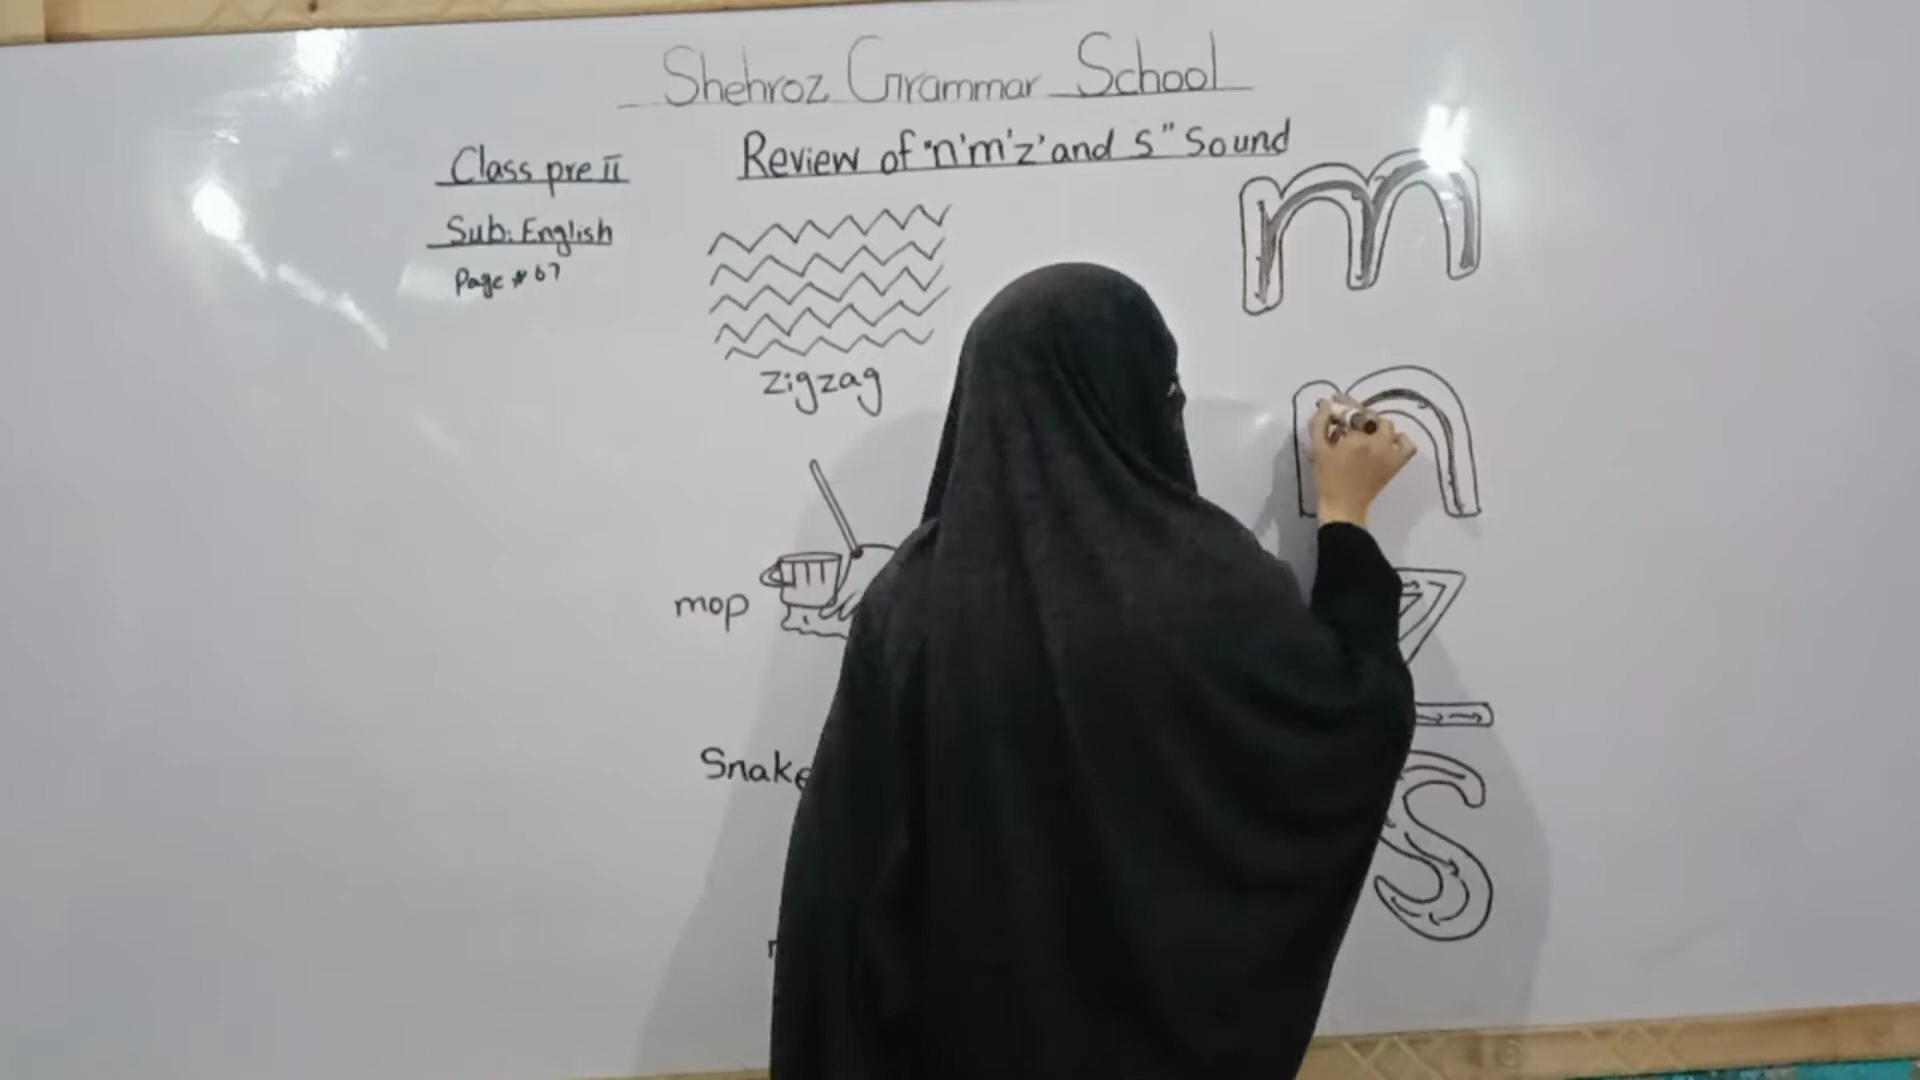 Shehroz Grammar School
Class pre II
Review of "n'm'z' and S" Sound
Sub: English
Page # 67
zigzag
mop
Snake
m
n
z
s